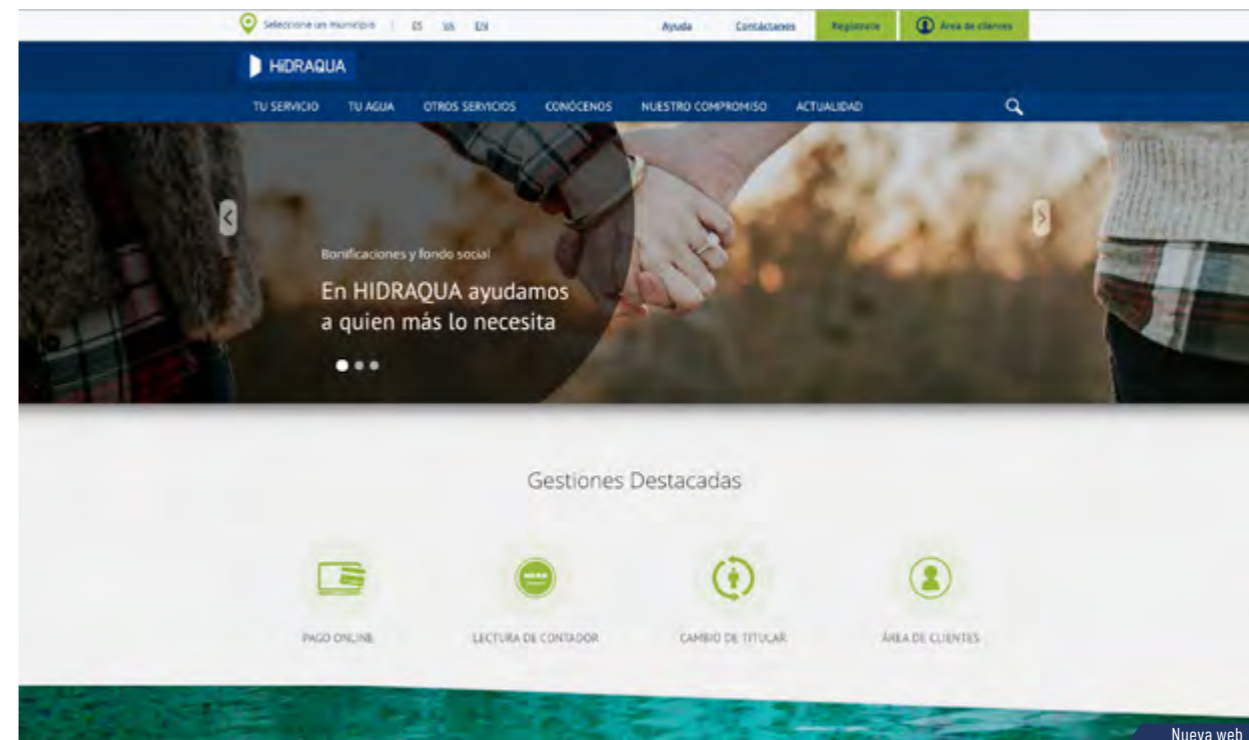 Seleccione un municipio | ES VA EN Ayuda Contáctanos Regístrate Área de clientes
HIDRAQUA
TU SERVICIO TU AGUA OTROS SERVICIOS CONÓCENOS NUESTRO COMPROMISO ACTUALIDAD
Bonificaciones y fondo social
En HIDRAQUA ayudamos
a quien más lo necesita
Gestiones Destacadas
PAGO ONLINE LECTURA DE CONTADOR CAMBIO DE TITULAR ÁREA DE CLIENTES
Nueva web